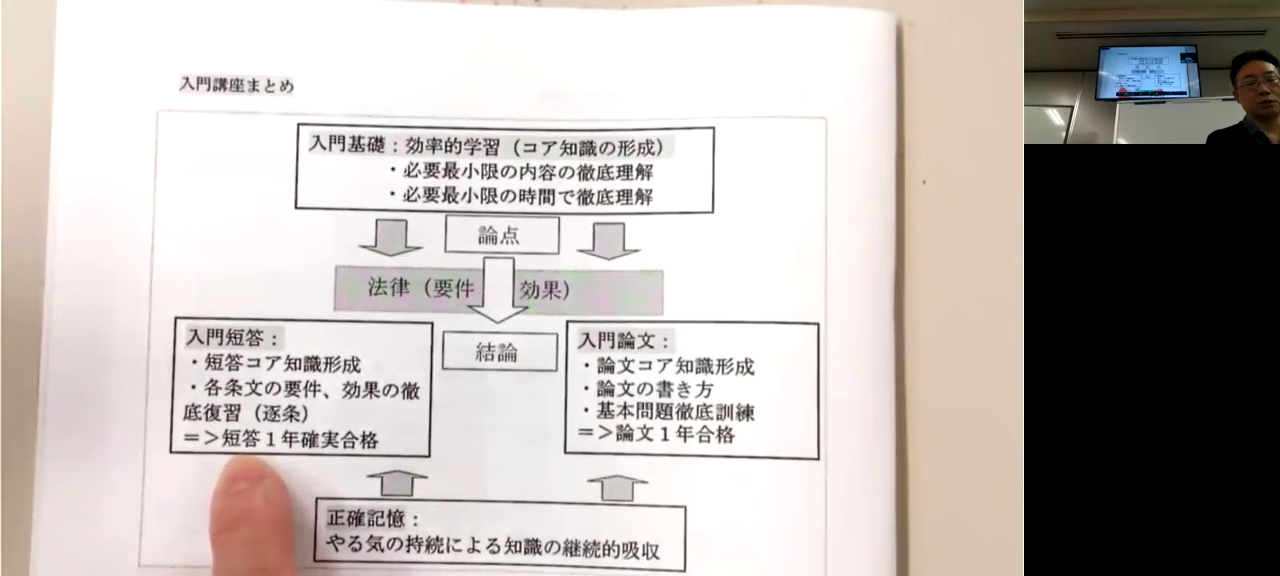 入門講座まとめ
入門基礎：効率的学習（コア知識の形成）
・必要最小限の内容の徹底理解
・必要最小限の時間で徹底理解
論点
法律（要件　効果）
結論
入門短答：
・短答コア知識形成
・各条文の要件、効果の徹
底復習（逐条）
＝＞短答１年確実合格
入門論文：
・論文コア知識形成
・論文の書き方
・基本問題徹底訓練
＝＞論文１年合格
正確記憶：
やる気の持続による知識の継続的吸収